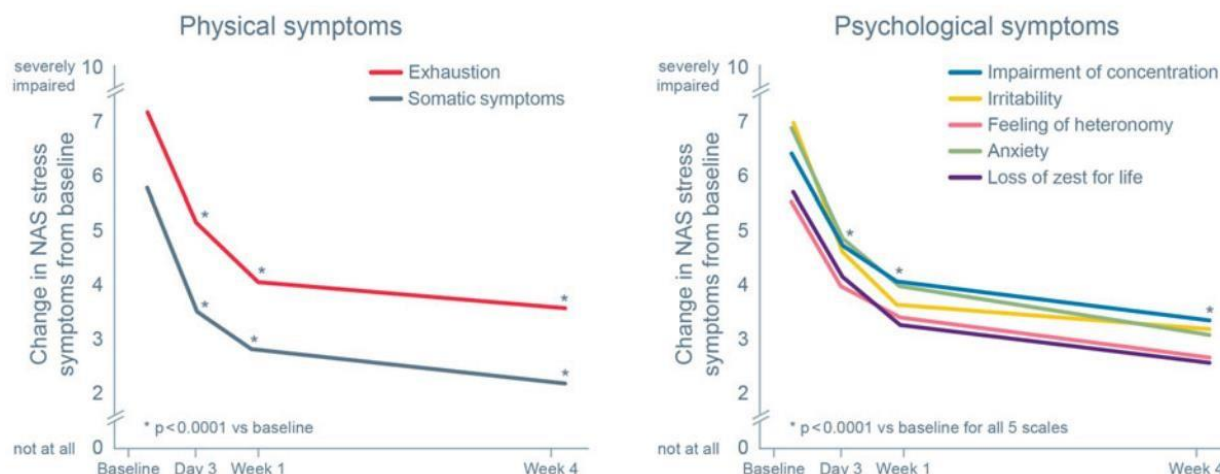 Physical symptoms
severely
impaired
10
7
6
5
4
3
2
0
not at all
Change in NAS stress
symptoms from baseline
Exhaustion
Somatic symptoms
*
*
*
*
*
*
* p<0.0001 vs baseline
Baseline
Day 3
Week 1
Week 4
Psychological symptoms
severely
impaired
10
7
6
5
4
3
2
0
not at all
Change in NAS stress
symptoms from baseline
Impairment of concentration
Irritability
Feeling of heteronomy
Anxiety
Loss of zest for life
*
*
*
* p<0.0001 vs baseline for all 5 scales
Baseline
Day 3
Week 1
Week 4